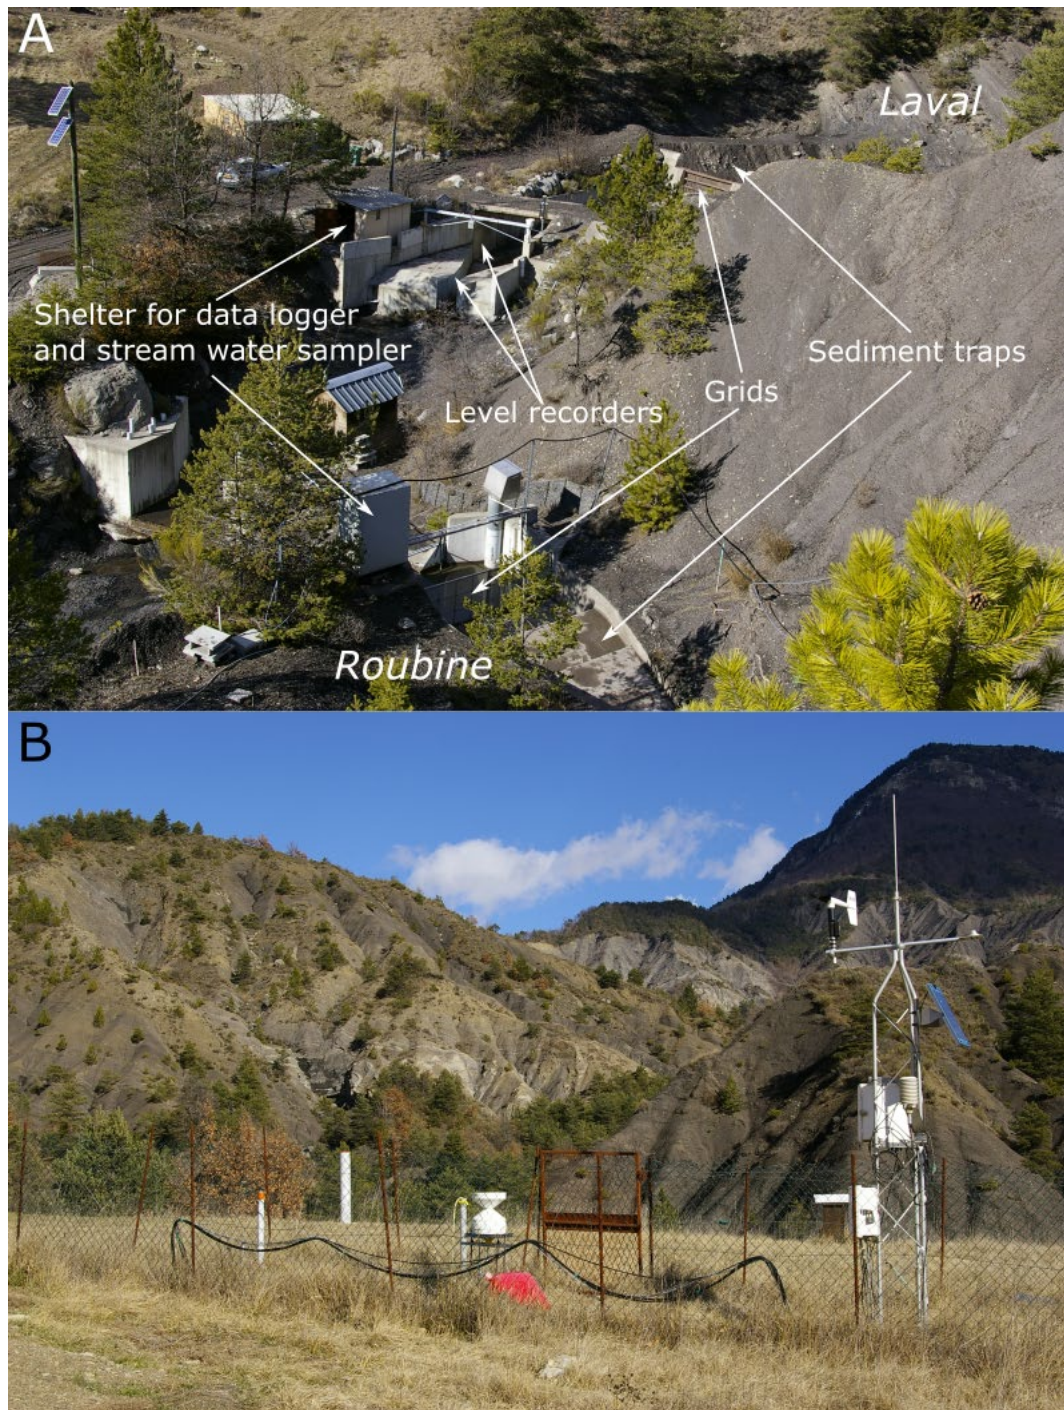 A
Laval
Shelter for data logger
and stream water sampler
Sediment traps
Grids
Level recorders
Roubine
B